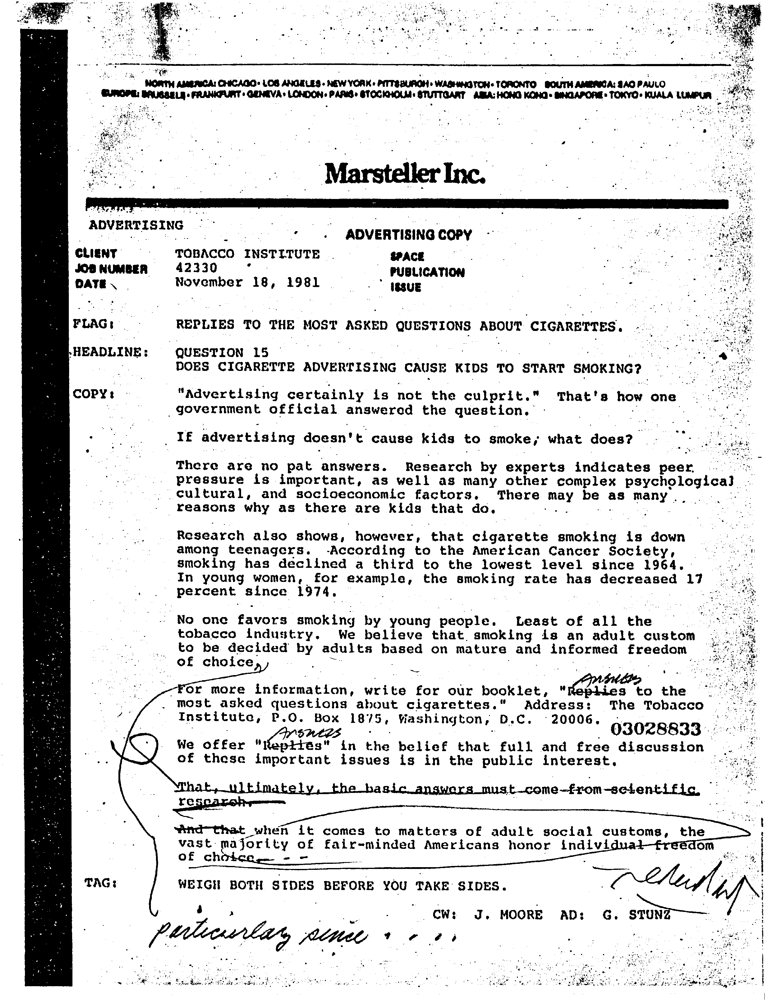 NORTH AMERICA: CHICAGO • LOS ANGELES • NEW YORK • PITTSBURGH • WASHINGTON • TORONTO SOUTH AMERICA: SAO PAULO
EUROPE: BRUSSELS • FRANKFURT • GENEVA • LONDON • PARIS • STOCKHOLM • STUTTGART ASIA: HONG KONG • SINGAPORE • TOKYO • KUALA LUMPUR
Marsteller Inc.
ADVERTISING
ADVERTISING COPY
CLIENT TOBACCO INSTITUTE SPACE
JOB NUMBER 42330 PUBLICATION
DATE November 18, 1981 ISSUE
FLAG: REPLIES TO THE MOST ASKED QUESTIONS ABOUT CIGARETTES.
HEADLINE: QUESTION 15
DOES CIGARETTE ADVERTISING CAUSE KIDS TO START SMOKING?
COPY: "Advertising certainly is not the culprit." That's how one
government official answered the question.
If advertising doesn't cause kids to smoke, what does?
There are no pat answers. Research by experts indicates peer
pressure is important, as well as many other complex psychological
cultural, and socioeconomic factors. There may be as many
reasons why as there are kids that do.
Research also shows, however, that cigarette smoking is down
among teenagers. According to the American Cancer Society,
smoking has declined a third to the lowest level since 1964.
In young women, for example, the smoking rate has decreased 17
percent since 1974.
No one favors smoking by young people. Least of all the
tobacco industry. We believe that smoking is an adult custom
to be decided by adults based on mature and informed freedom
of choice,
Answers
For more information, write for our booklet, "Replies to the
most asked questions about cigarettes." Address: The Tobacco
Institute, P.O. Box 1875, Washington, D.C. 20006.
03028833
Answers
We offer "Replies" in the belief that full and free discussion
of these important issues is in the public interest.
That, ultimately, the basic answers must come from scientific
research.
And that when it comes to matters of adult social customs, the
vast majority of fair-minded Americans honor individual freedom
of choice.
TAG: WEIGH BOTH SIDES BEFORE YOU TAKE SIDES.
CW: J. MOORE AD: G. STUNZ
particurlary since . . . .